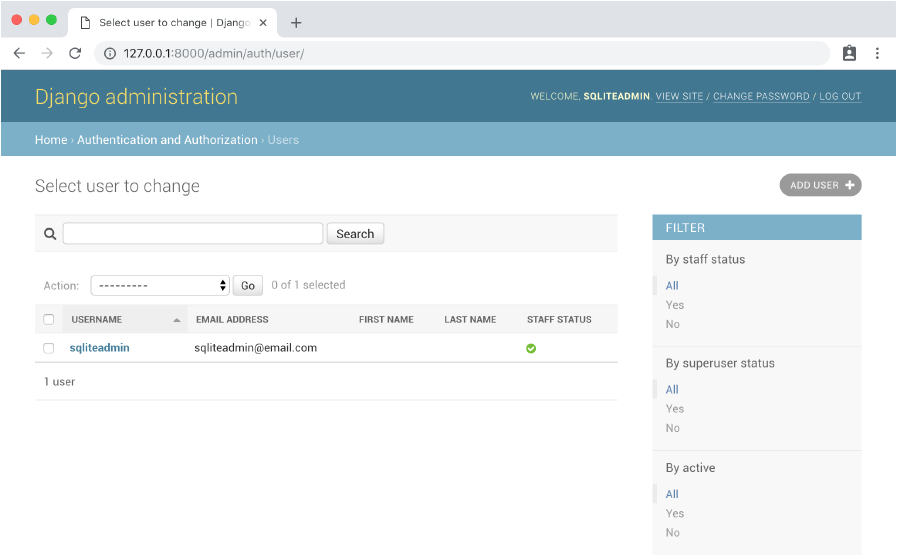 Select user to change | Django
127.0.0.1:8000/admin/auth/user/
Django administration
WELCOME, SQLITEADMIN. VIEW SITE / CHANGE PASSWORD / LOG OUT
Home › Authentication and Authorization › Users
Select user to change
ADD USER +
Search
Action: --------- Go 0 of 1 selected
USERNAME EMAIL ADDRESS FIRST NAME LAST NAME STAFF STATUS
sqliteadmin sqliteadmin@email.com
1 user
FILTER
By staff status
All
Yes
No
By superuser status
All
Yes
No
By active
All
Yes
No